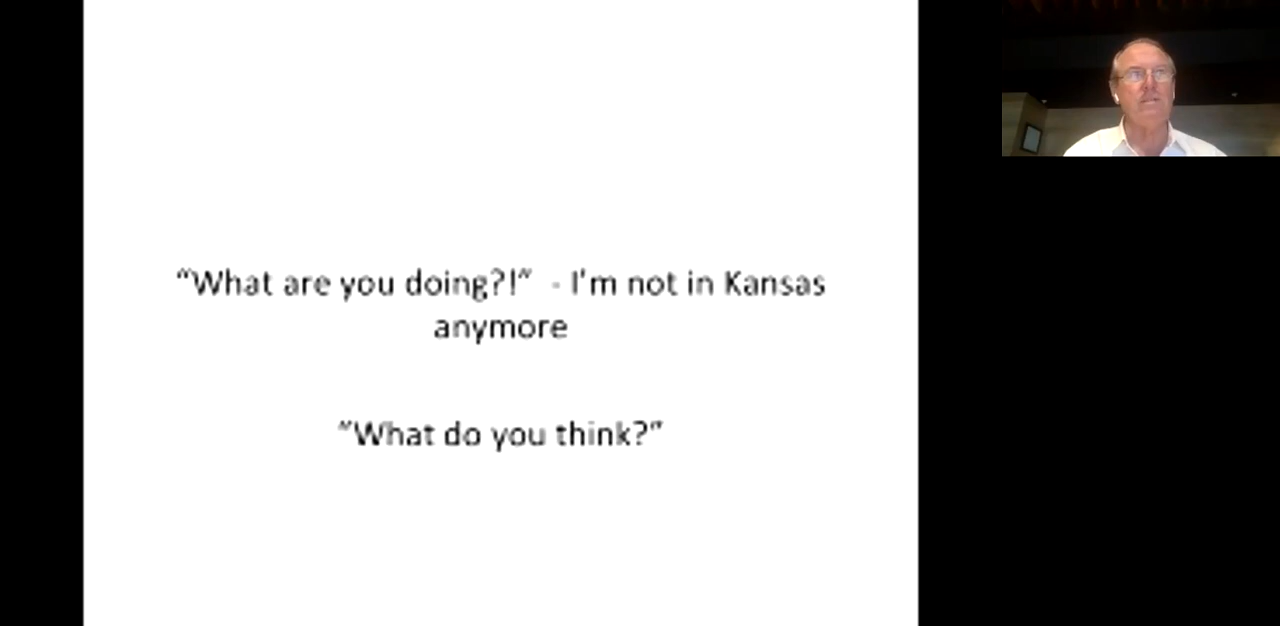 “What are you doing?!”  - I'm not in Kansas
anymore
“What do you think?”